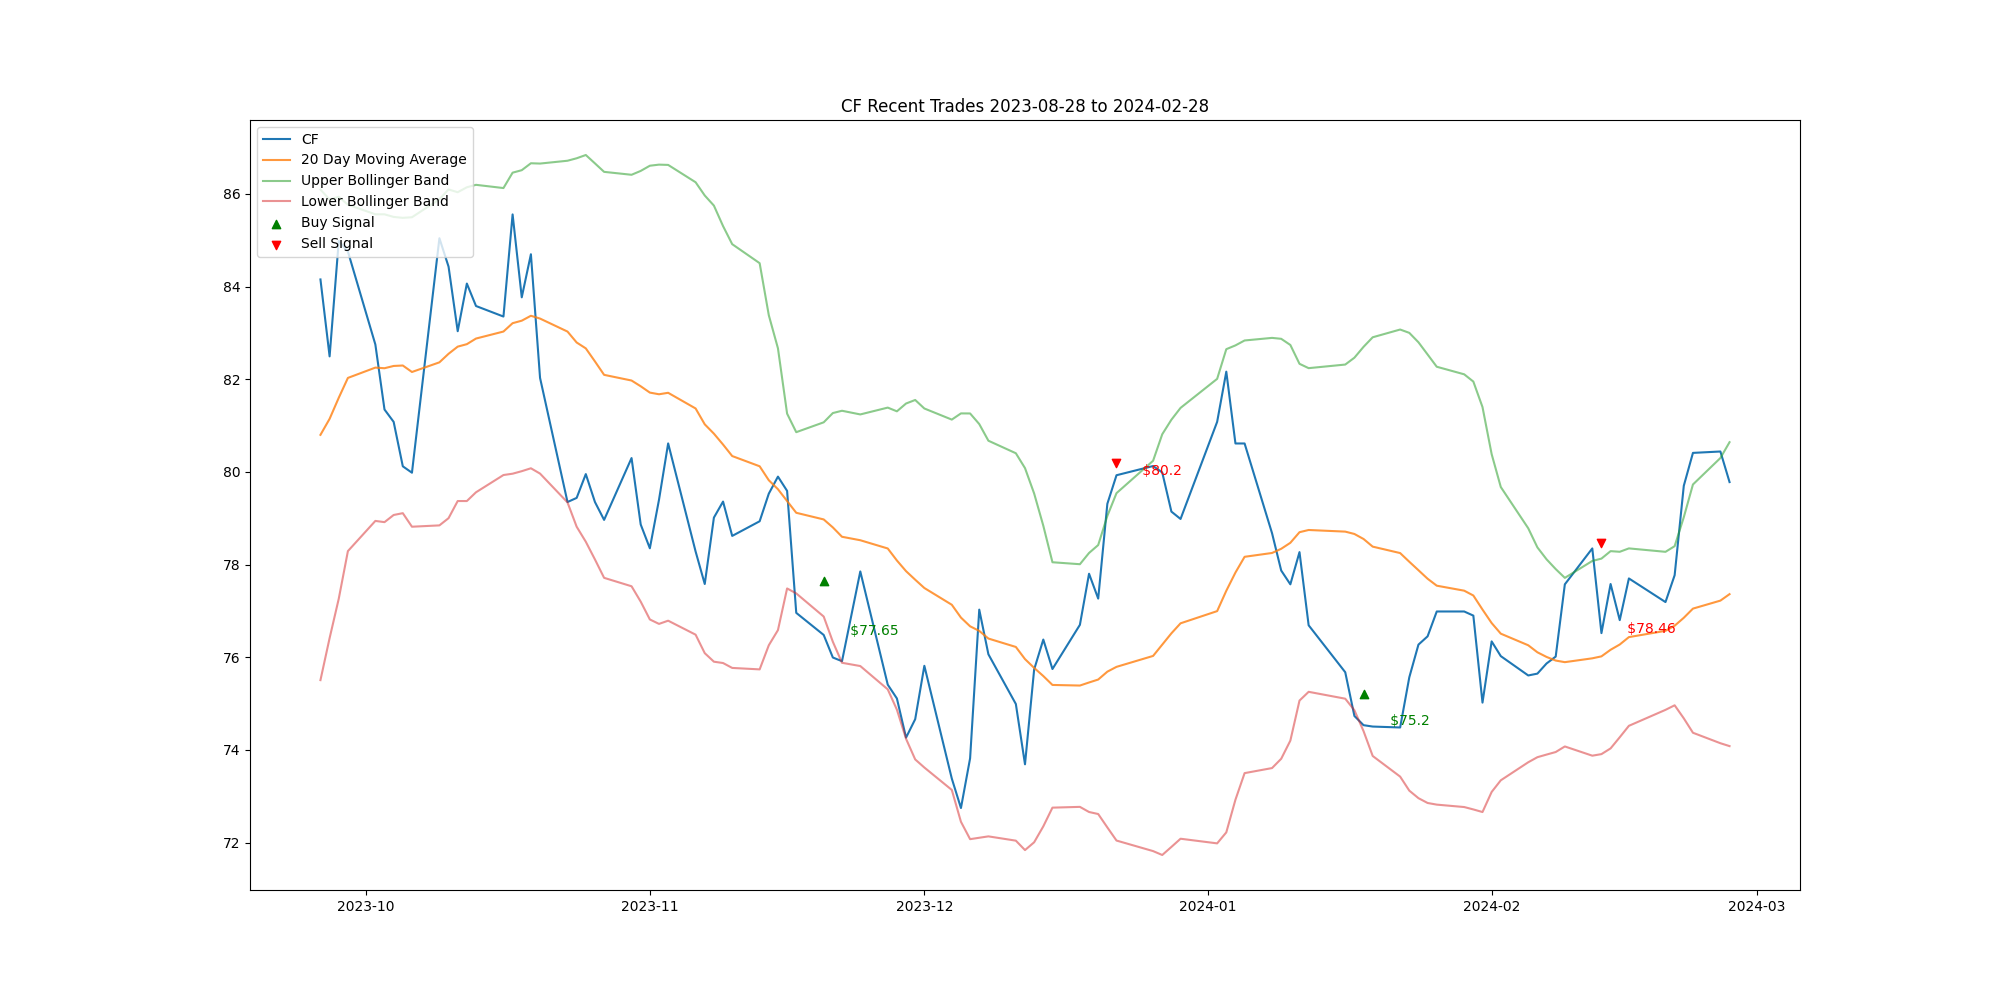 CF Recent Trades 2023-08-28 to 2024-02-28
CF
20 Day Moving Average
Upper Bollinger Band
Lower Bollinger Band
Buy Signal
Sell Signal
86
84
82
80
78
76
74
72
$77.65
$80.2
$75.2
$78.46
2023-10
2023-11
2023-12
2024-01
2024-02
2024-03